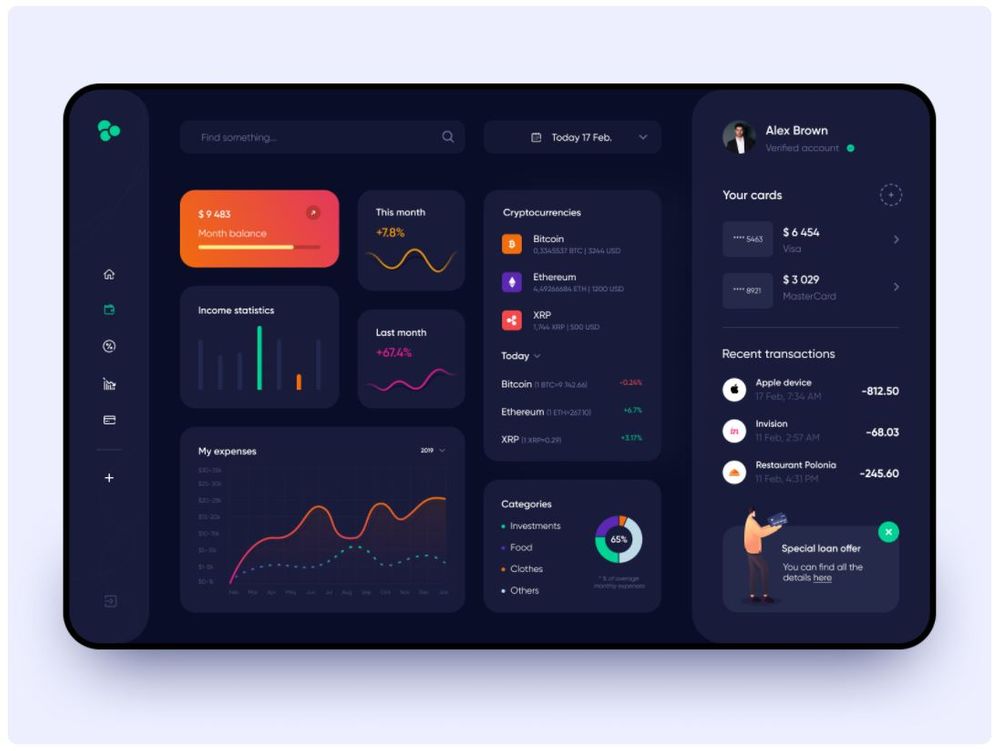 Find something...
Today 17 Feb.
$ 9 483
Month balance
This month
+7.8%
Income statistics
Last month
+67.4%
My expenses
2019
$30-35k
$25-30k
$20-25k
$15-20k
$10-15k
$5-10k
$1-5k
$0-1k
Feb Mar Apr May Jun Jul Aug Sep Oct Nov Dec Jan
Cryptocurrencies
Bitcoin
0,3345537 BTC | 3244 USD
Ethereum
4,49266684 ETH | 1200 USD
XRP
1,744 XRP | 500 USD
Today
Bitcoin (1 BTC=9 742.66) -0.24%
Ethereum (1 ETH=267.10) +6.7%
XRP (1 XRP=0.29) +3.17%
Categories
Investments
Food
Clothes
Others
65%
* % of average
monthly expenses
Alex Brown
Verified account
Your cards
**** 5463
$ 6 454
Visa
**** 8921
$ 3 029
MasterCard
Recent transactions
Apple device
17 Feb, 7:34 AM
-812.50
in
Invision
11 Feb, 2:57 AM
-68.03
Restaurant Polonia
11 Feb, 4:31 PM
-245.60
Special loan offer
You can find all the
details here